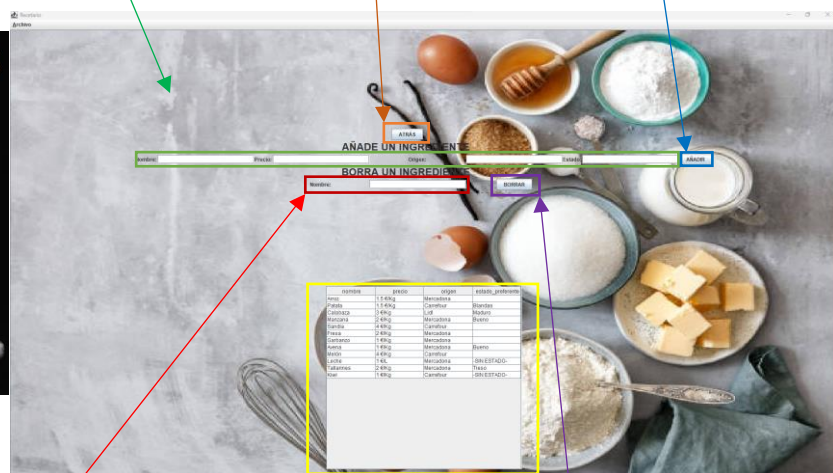 Recetario
Archivo
ATRÁS
AÑADE UN INGREDIENTE
Nombre: Precio: Origen: Estado: AÑADIR
BORRA UN INGREDIENTE
Nombre: BORRAR
nombre precio origen estado_preferente
Arroz 1.5 €/Kg Mercadona
Patata 1.5 €/Kg Carrefour Blandas
Calabaza 3 €/Kg Lidl Maduro
Manzana 2 €/Kg Mercadona Bueno
Sandía 4 €/Kg Carrefour
Fresa 2 €/Kg Mercadona
Garbanzo 1 €/Kg Mercadona
Avena 1 €/Kg Mercadona Bueno
Melón 4 €/Kg Carrefour
Leche 1 €/L Mercadona -SIN ESTADO-
Tallarines 2 €/Kg Mercadona Tieso
Kiwi 1 €/Kg Carrefour -SIN ESTADO-